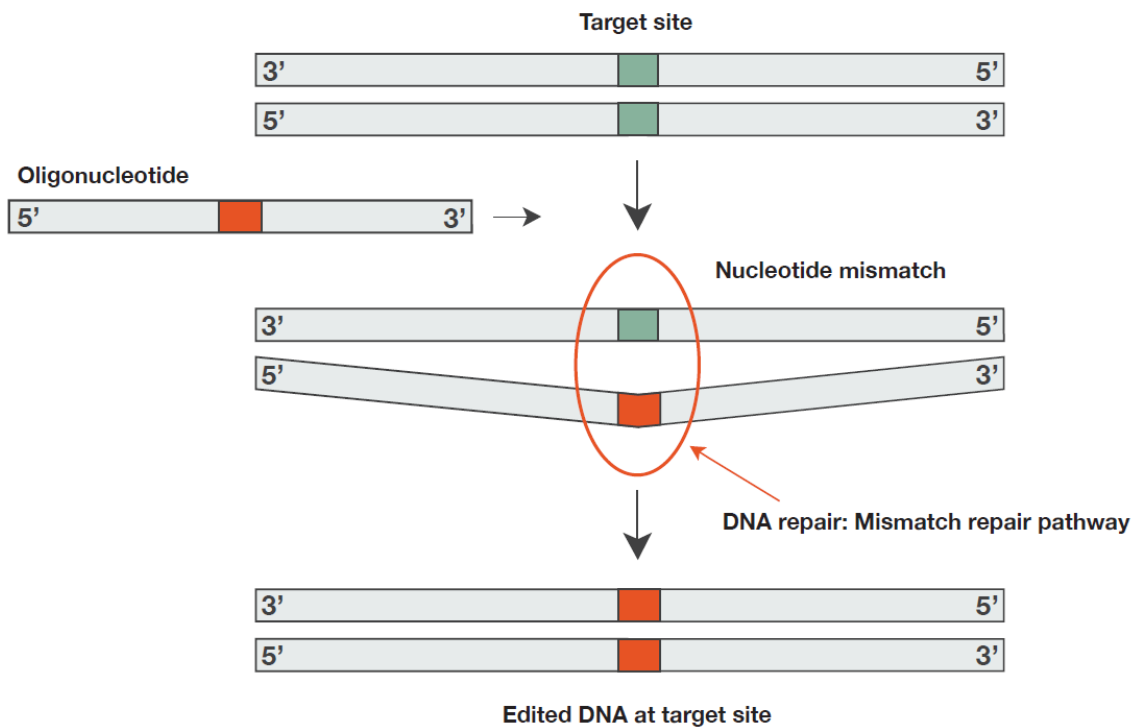 Target site
3’ 5’
5’ 3’
Oligonucleotide
5’ 3’
Nucleotide mismatch
3’ 5’
5’ 3’
DNA repair: Mismatch repair pathway
3’ 5’
5’ 3’
Edited DNA at target site